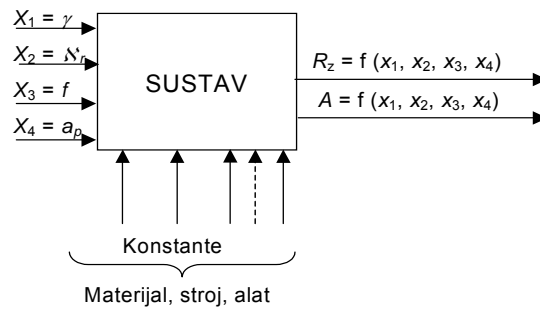 X₁ = γ
X₂ = ℵᵣ
X₃ = f
X₄ = aₚ
SUSTAV
R_z = f (x₁, x₂, x₃, x₄)
A = f (x₁, x₂, x₃, x₄)
Konstante
Materijal, stroj, alat